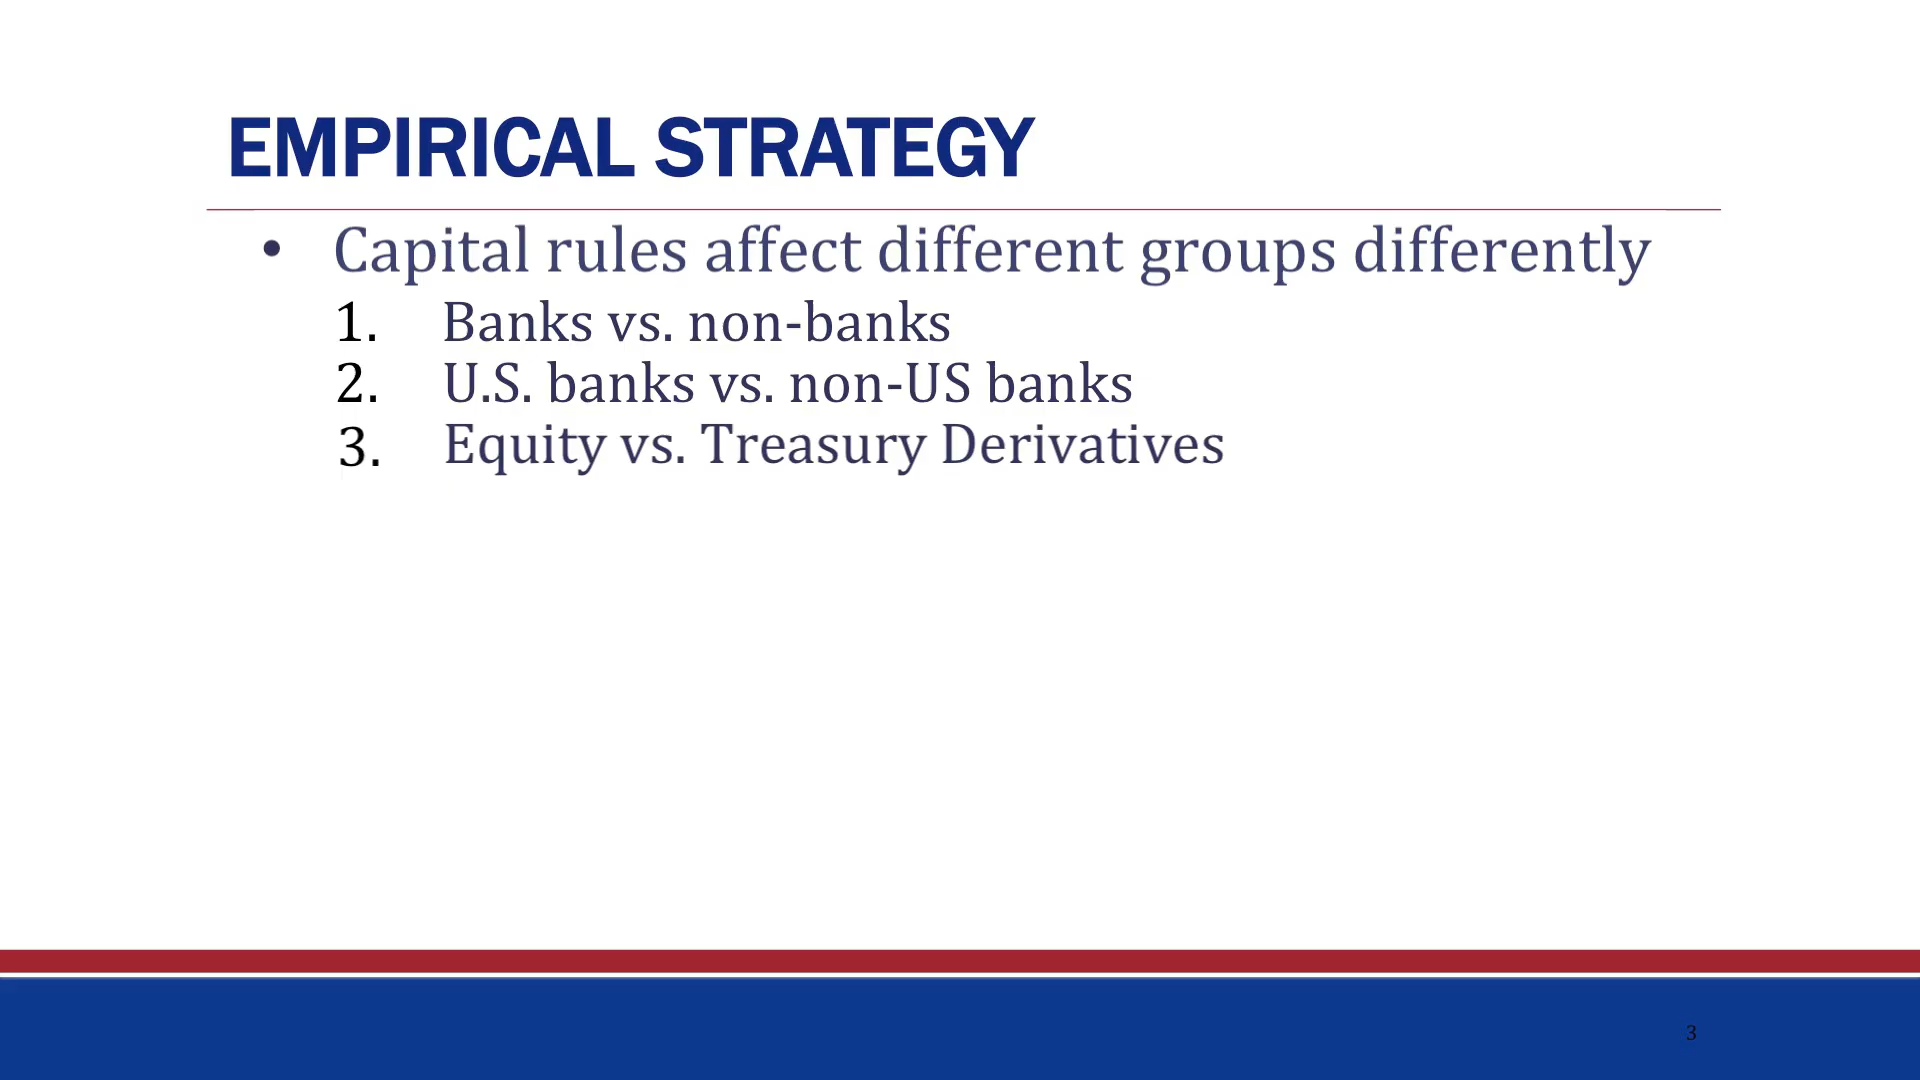 EMPIRICAL STRATEGY
• Capital rules affect different groups differently
1. Banks vs. non-banks
2. U.S. banks vs. non-US banks
3. Equity vs. Treasury Derivatives
3